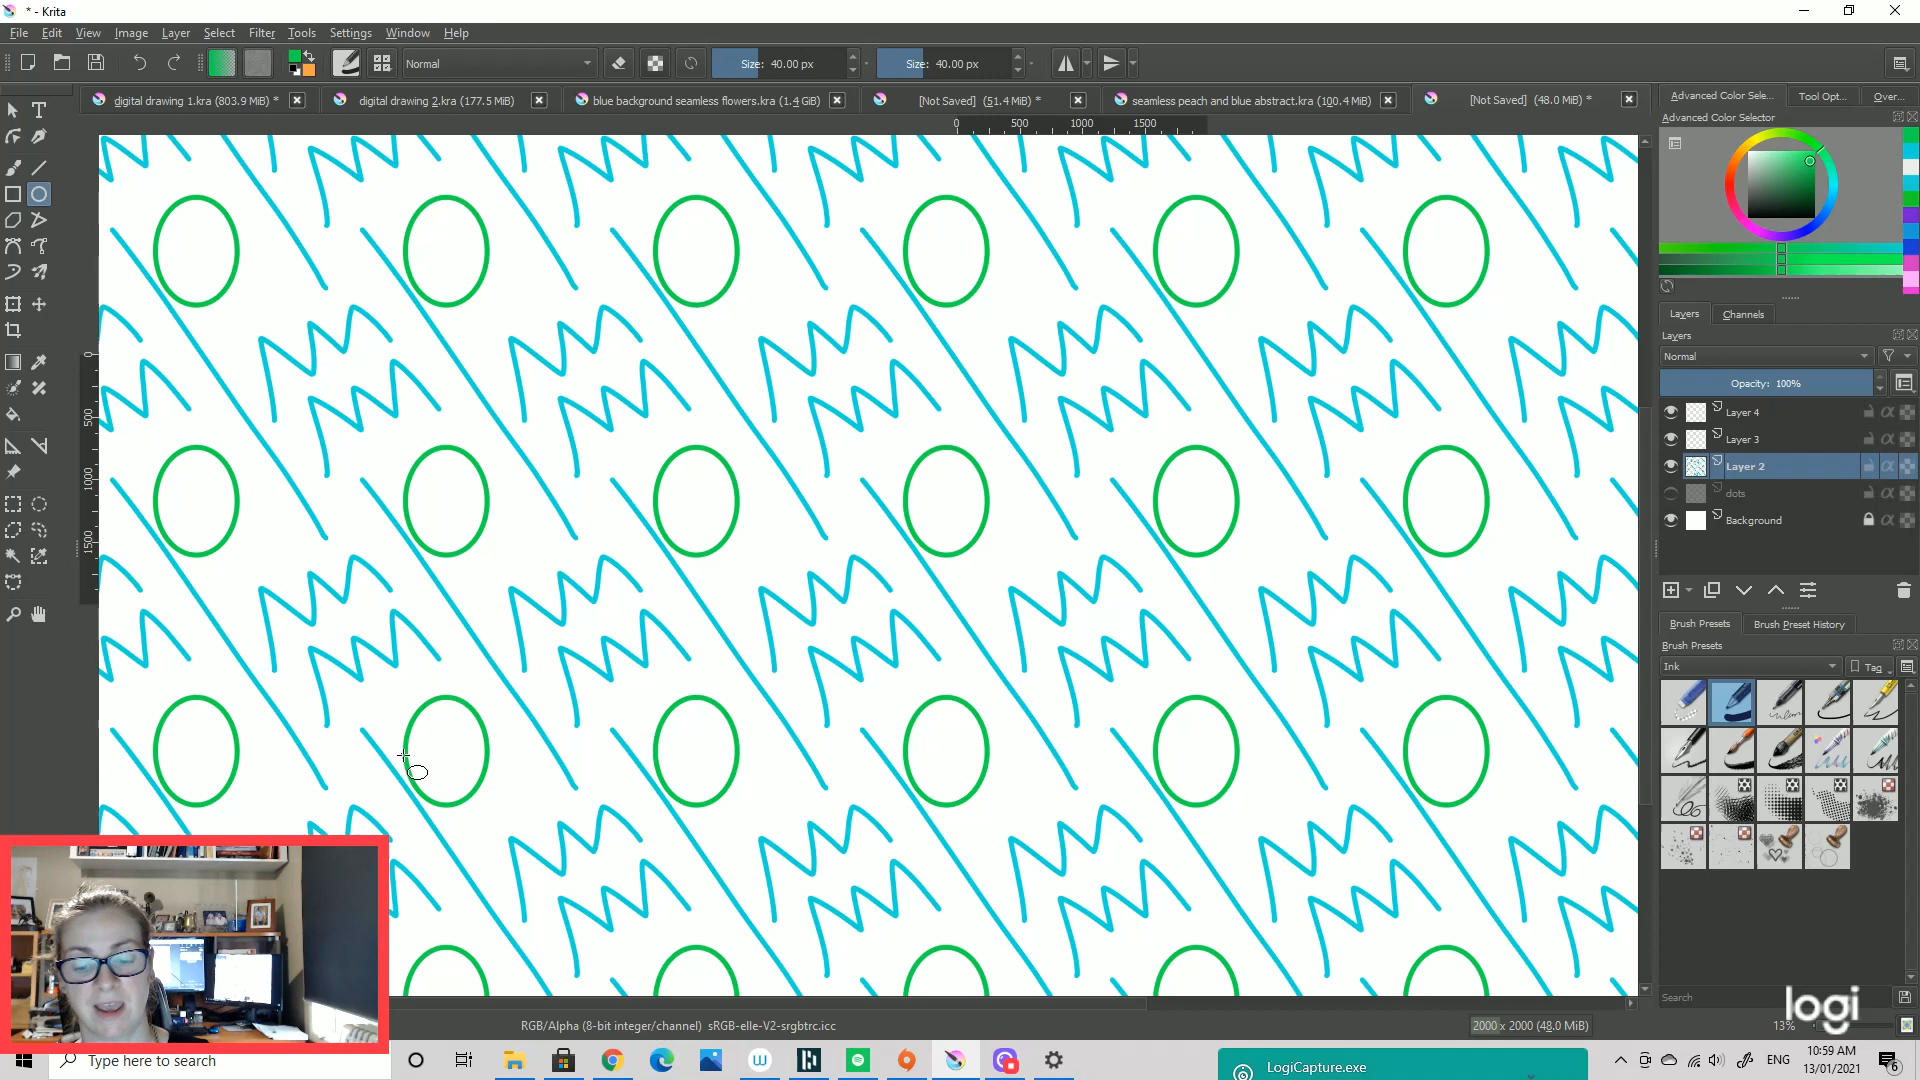 * - Krita
File Edit View Image Layer Select Filter Tools Settings Window Help
Normal Size: 40.00 px Size: 40.00 px
digital drawing 1.kra (803.9 MiB) * digital drawing 2.kra (177.5 MiB) blue background seamless flowers.kra (1.4 GiB) [Not Saved] (51.4 MiB) * seamless peach and blue abstract.kra (100.4 MiB) [Not Saved] (48.0 MiB) *
Advanced Color Sele... Tool Opt... Over...
Advanced Color Selector
0 500 1000 1500
0
500
1000
1500
Layers Channels
Layers
Normal
Opacity: 100%
Layer 4
Layer 3
Layer 2
dots
Background
Brush Presets Brush Preset History
Brush Presets
Ink Tag
Search
logi
RGB/Alpha (8-bit integer/channel) sRGB-elle-V2-srgbtrc.icc 2000 x 2000 (48.0 MiB) 13%
Type here to search
LogiCapture.exe
ENG
10:59 AM
13/01/2021
6